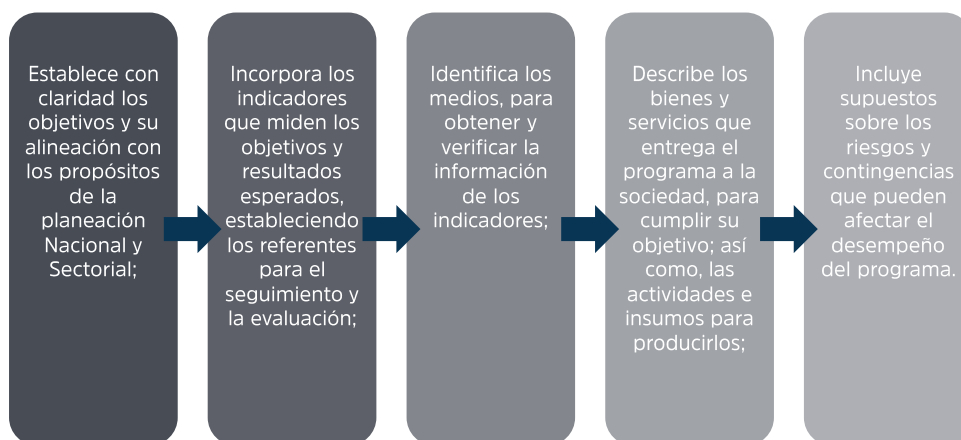 Establece con
claridad los
objetivos y su
alineación con
los propósitos
de la
planeación
Nacional y
Sectorial;
Incorpora los
indicadores
que miden los
objetivos y
resultados
esperados,
estableciendo
los referentes
para el
seguimiento y
la evaluación;
Identifica los
medios, para
obtener y
verificar la
información
de los
indicadores;
Describe los
bienes y
servicios que
entrega el
programa a la
sociedad, para
cumplir su
objetivo; así
como, las
actividades e
insumos para
producirlos;
Incluye
supuestos
sobre los
riesgos y
contingencias
que pueden
afectar el
desempeño
del programa.